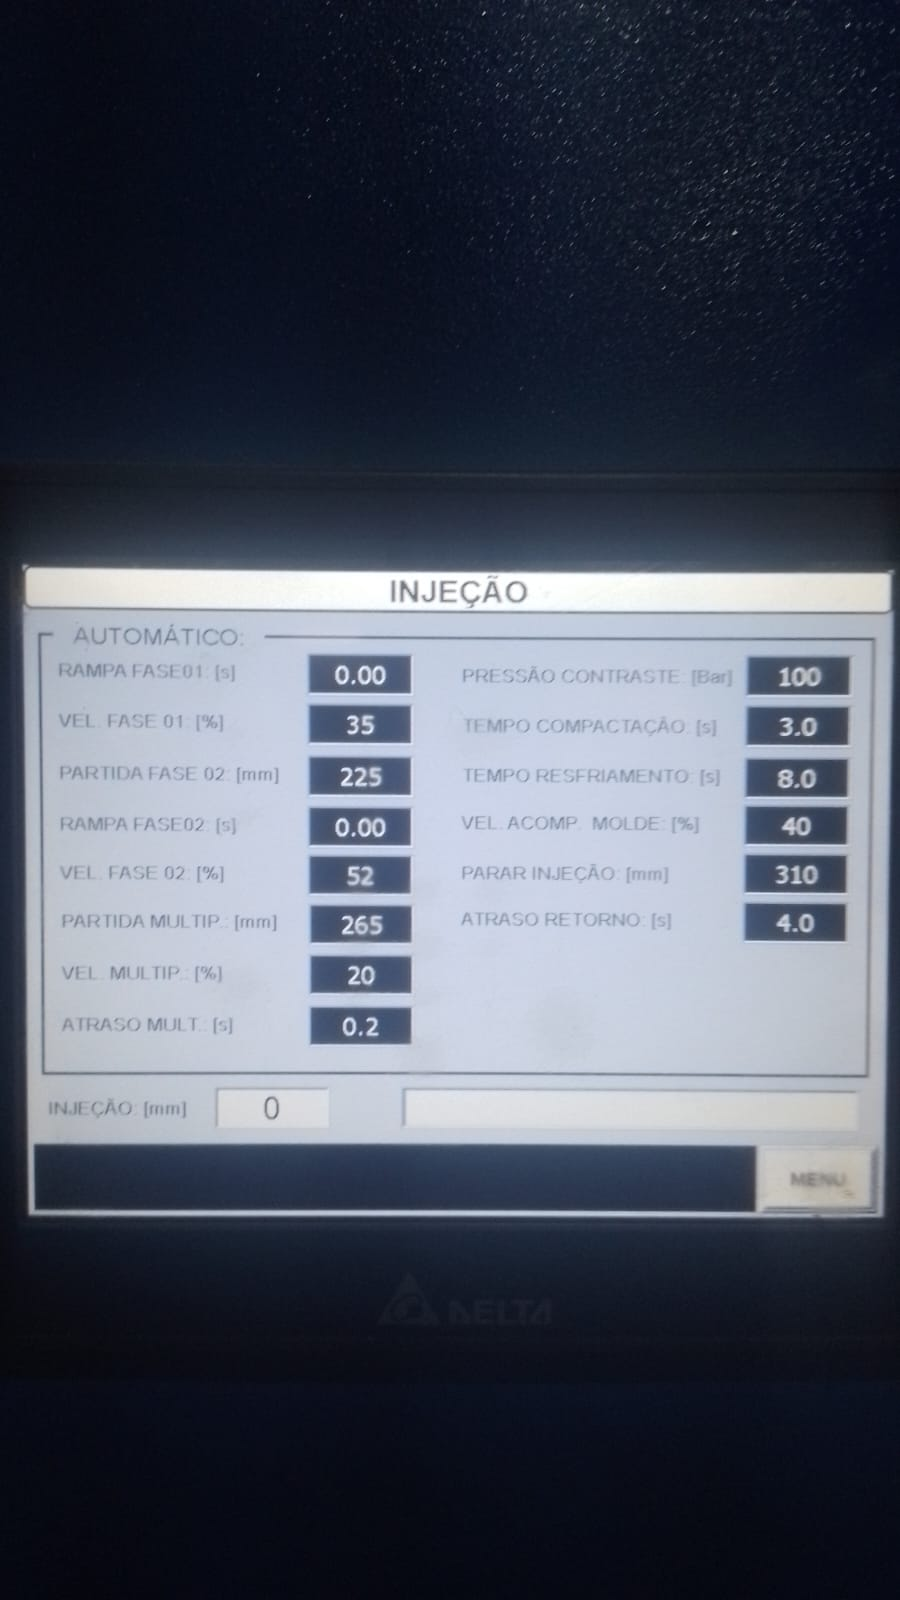 INJEÇÃO
AUTOMÁTICO:
RAMPA FASE01: [s] 0.00
VEL. FASE 01: [%] 35
PARTIDA FASE 02: [mm] 225
RAMPA FASE02: [s] 0.00
VEL. FASE 02: [%] 52
PARTIDA MULTIP.: [mm] 265
VEL. MULTIP.: [%] 20
ATRASO MULT.: [s] 0.2
PRESSÃO CONTRASTE: [Bar] 100
TEMPO COMPACTAÇÃO: [s] 3.0
TEMPO RESFRIAMENTO: [s] 8.0
VEL. ACOMP. MOLDE: [%] 40
PARAR INJEÇÃO: [mm] 310
ATRASO RETORNO: [s] 4.0
INJEÇÃO: [mm] 0
MENU
DELTA